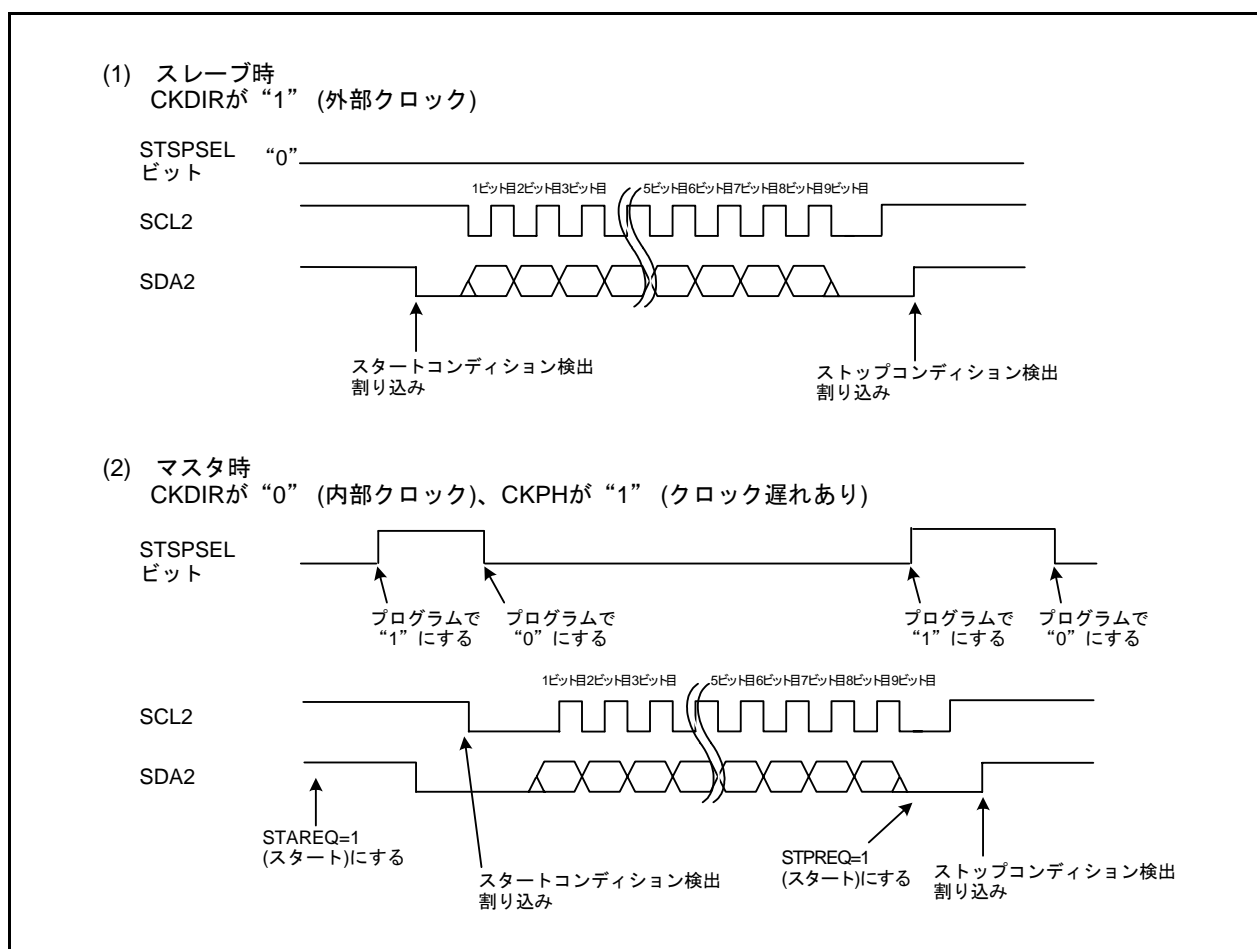 (1) スレーブ時
CKDIRが“1” (外部クロック)
STSPSEL “0”
ビット
1ビット目2ビット目3ビット目 5ビット目6ビット目7ビット目8ビット目9ビット目
SCL2
SDA2
スタートコンディション検出
割り込み
ストップコンディション検出
割り込み
(2) マスタ時
CKDIRが“0” (内部クロック)、CKPHが“1” (クロック遅れあり)
STSPSEL
ビット
プログラムで
“1”にする
プログラムで
“0”にする
プログラムで
“1”にする
プログラムで
“0”にする
1ビット目2ビット目3ビット目 5ビット目6ビット目7ビット目8ビット目9ビット目
SCL2
SDA2
STAREQ=1
(スタート)にする
スタートコンディション検出
割り込み
STPREQ=1
(スタート)にする
ストップコンディション検出
割り込み